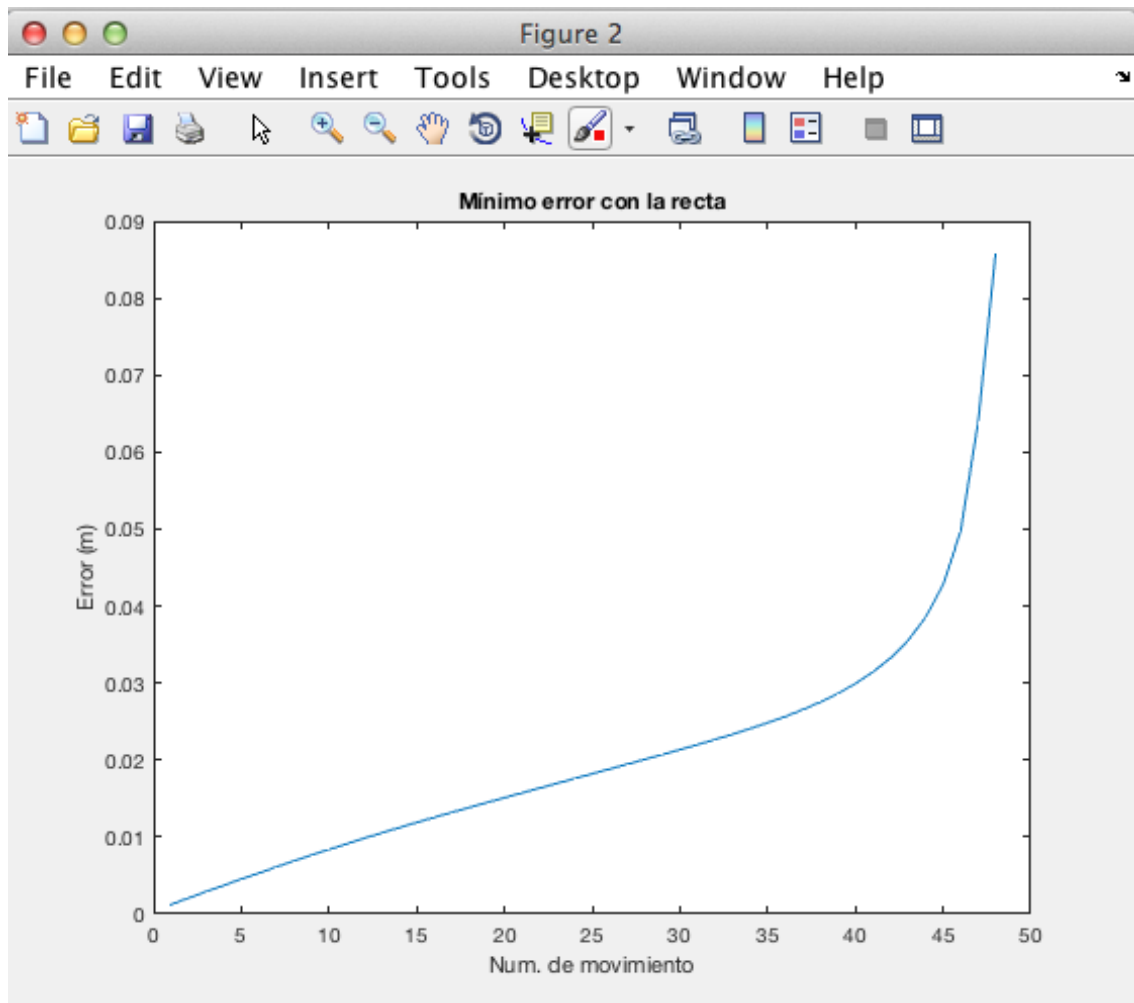 Figure 2
File Edit View Insert Tools Desktop Window Help
Mínimo error con la recta
0.09
0.08
0.07
0.06
0.05
0.04
0.03
0.02
0.01
0
Error (m)
0 5 10 15 20 25 30 35 40 45 50
Num. de movimiento